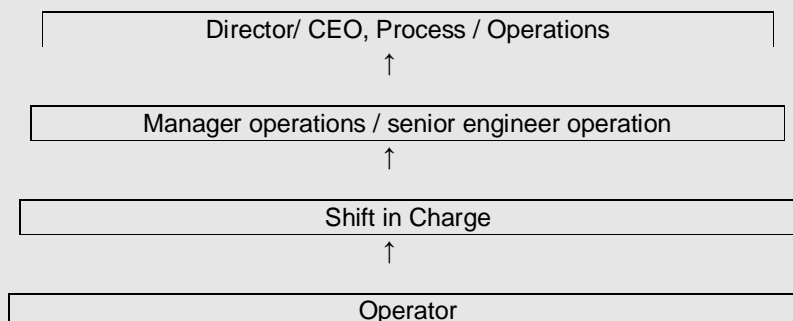 Director/ CEO, Process / Operations
↑
Manager operations / senior engineer operation
↑
Shift in Charge
↑
Operator